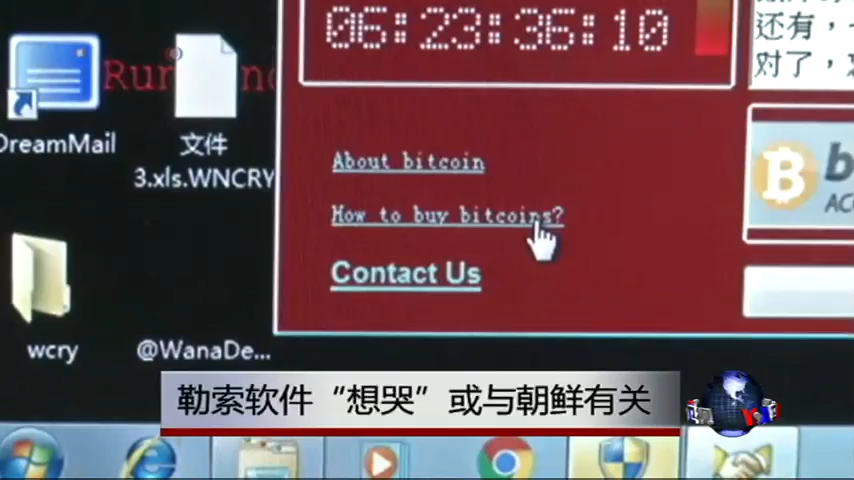 06:23:36:10
还有，
对了，
DreamMail
文件
3.xls.WNCRY
About bitcoin
How to buy bitcoins?
Contact Us
wcry
@WanaDe...
勒索软件“想哭”或与朝鲜有关